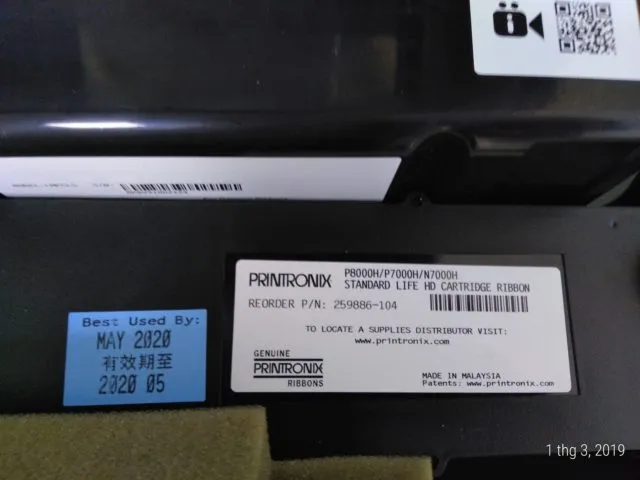 PRINTRONIX
P8000H/P7000H/N7000H
STANDARD LIFE HD CARTRIDGE RIBBON
REORDER P/N: 259886-104
TO LOCATE A SUPPLIES DISTRIBUTOR VISIT:
www.printronix.com
GENUINE
PRINTRONIX
RIBBONS
MADE IN MALAYSIA
Patents: www.printronix.com
Best Used By:
MAY 2020
有效期至
2020 05
1 thg 3, 2019